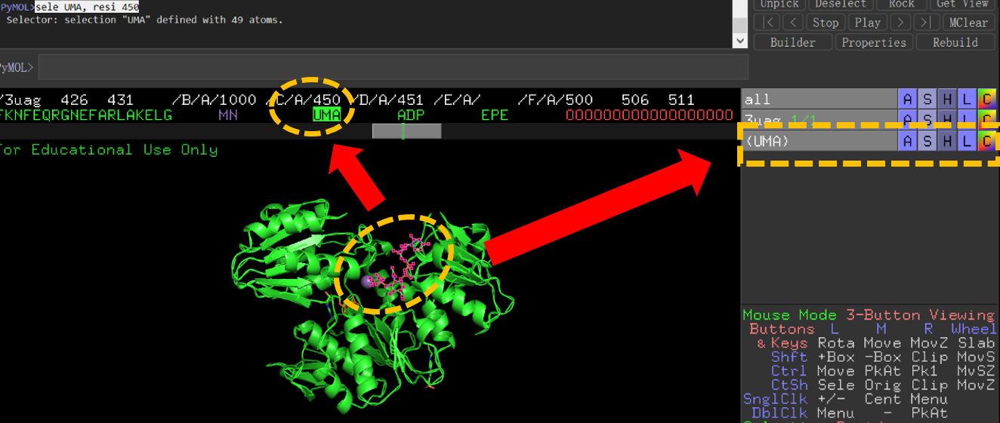 PyMOL>sele UMA, resi 450
Selector: selection "UMA" defined with 49 atoms.
Unpick Deselect Rock Get View
|< < Stop Play > >| MClear
Builder Properties Rebuild
PyMOL>
/3uag 426 431 /B/A/1000 /C/A/450 /D/A/451 /E/A/ /F/A/500 506 511
FKNFEQRGNEFARLAKELG MN UMA ADP EPE OOOOOOOOOOOOOOOOOOO
For Educational Use Only
all A S H L C
3uag 1/1 A S H L C
(UMA) A S H L C
Mouse Mode 3-Button Viewing
Buttons L M R Wheel
& Keys Rota Move MovZ Slab
Shft +Box -Box Clip MovS
Ctrl Move PkAt Pk1 MvSZ
CtSh Sele Orig Clip MovZ
SnglClk +/- Cent Menu
DblClk Menu - PkAt